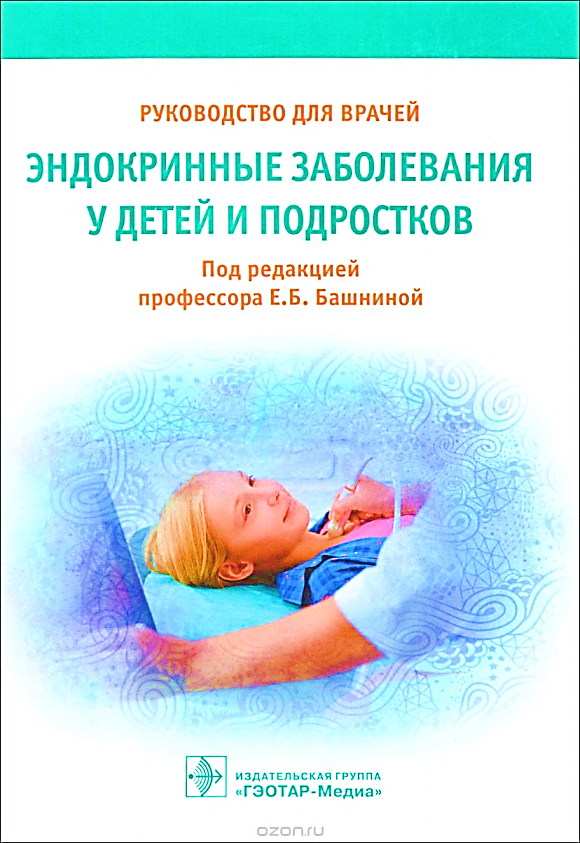 РУКОВОДСТВО ДЛЯ ВРАЧЕЙ
ЭНДОКРИННЫЕ ЗАБОЛЕВАНИЯ
У ДЕТЕЙ И ПОДРОСТКОВ
Под редакцией
профессора Е.Б. Башниной
ИЗДАТЕЛЬСКАЯ ГРУППА
«ГЭОТАР-Медиа»
ozon.ru